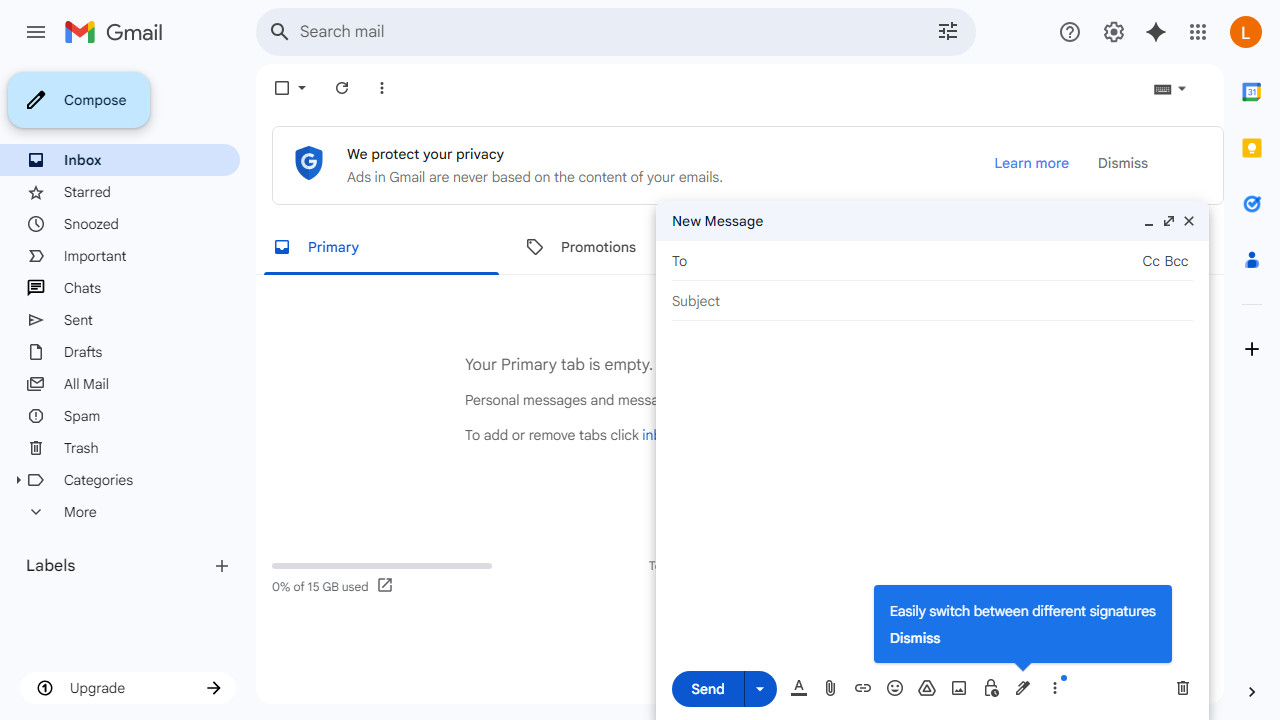 Gmail
Search mail
L
Compose
Inbox
Starred
Snoozed
Important
Chats
Sent
Drafts
All Mail
Spam
Trash
Categories
More
Labels
Upgrade
We protect your privacy
Ads in Gmail are never based on the content of your emails.
Learn more
Dismiss
Primary
Promotions
Your Primary tab is empty.
Personal messages and messa
To add or remove tabs click inb
0% of 15 GB used
New Message
To
Cc Bcc
Subject
Easily switch between different signatures
Dismiss
Send
31